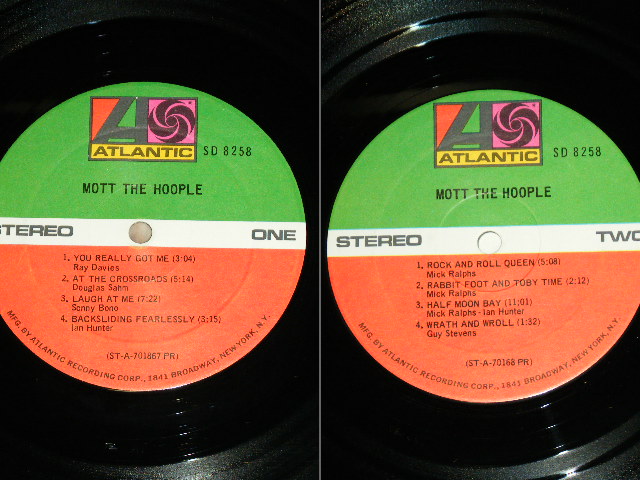 ATLANTIC
SD 8258
MOTT THE HOOPLE
STEREO
ONE
1. YOU REALLY GOT ME (3:04)
Ray Davies
2. AT THE CROSSROADS (5:14)
Douglas Sahm
3. LAUGH AT ME (7:22)
Sonny Bono
4. BACKSLIDING FEARLESSLY (3:15)
Ian Hunter
(ST-A-701867 PR)
MFG. BY ATLANTIC RECORDING CORP., 1841 BROADWAY, NEW YORK, N.Y.
ATLANTIC
SD 8258
MOTT THE HOOPLE
STEREO
TWO
1. ROCK AND ROLL QUEEN (5:08)
Mick Ralphs
2. RABBIT FOOT AND TOBY TIME (2:12)
Mick Ralphs
3. HALF MOON BAY (11:01)
Mick Ralphs - Ian Hunter
4. WRATH AND WROLL (1:32)
Guy Stevens
(ST-A-70168 PR)
MFG. BY ATLANTIC RECORDING CORP., 1841 BROADWAY, NEW YORK, N.Y.